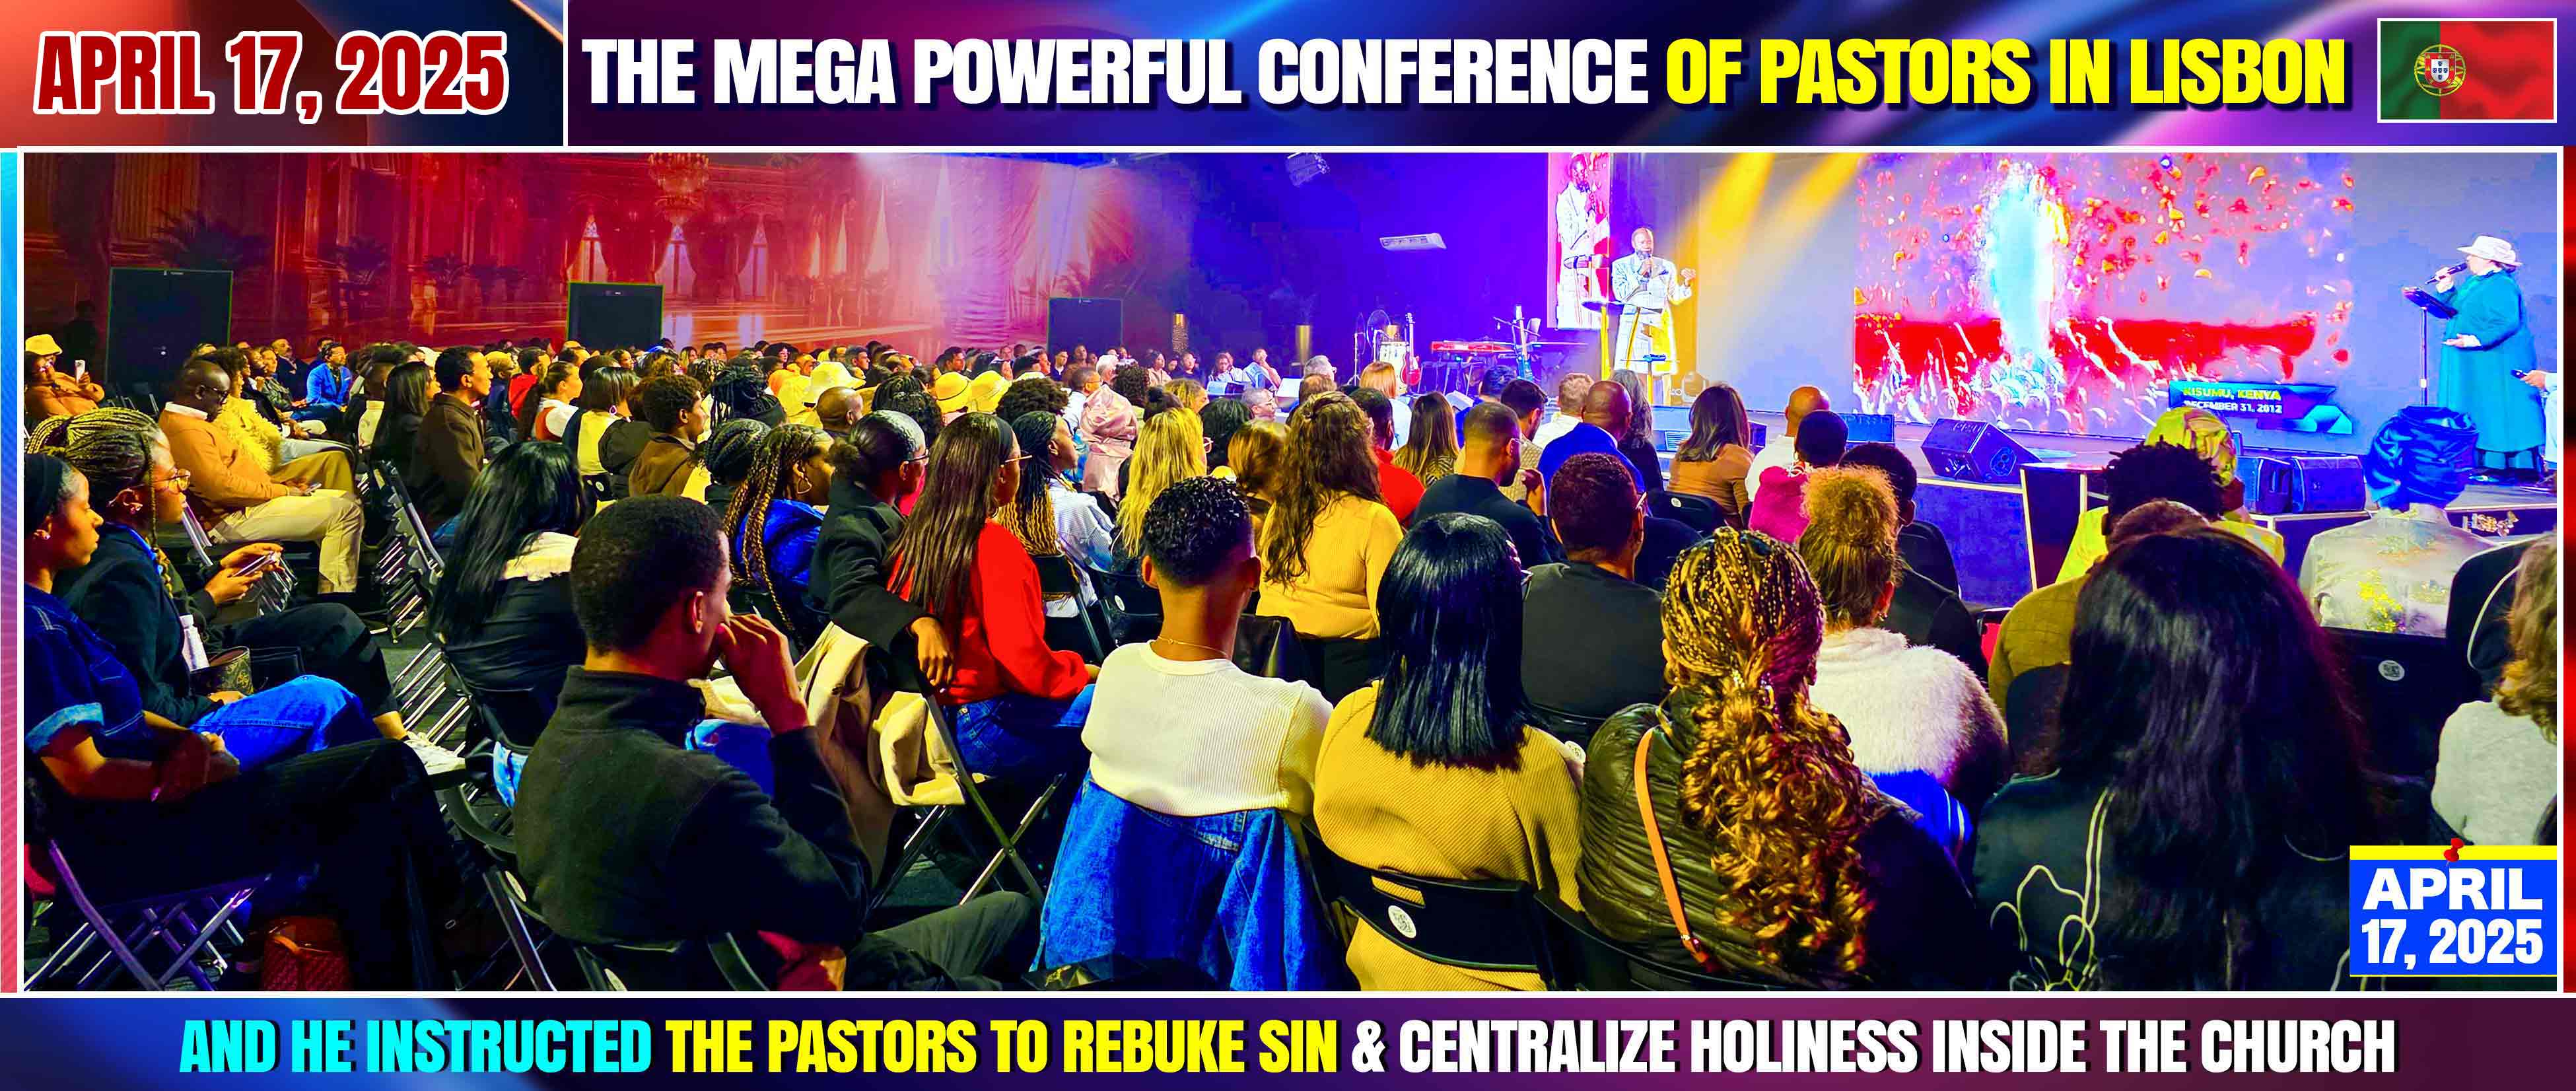 APRIL 17, 2025
THE MEGA POWERFUL CONFERENCE OF PASTORS IN LISBON
KISUMU, KENYA
DECEMBER 31, 2012
APRIL
17, 2025
AND HE INSTRUCTED THE PASTORS TO REBUKE SIN & CENTRALIZE HOLINESS INSIDE THE CHURCH